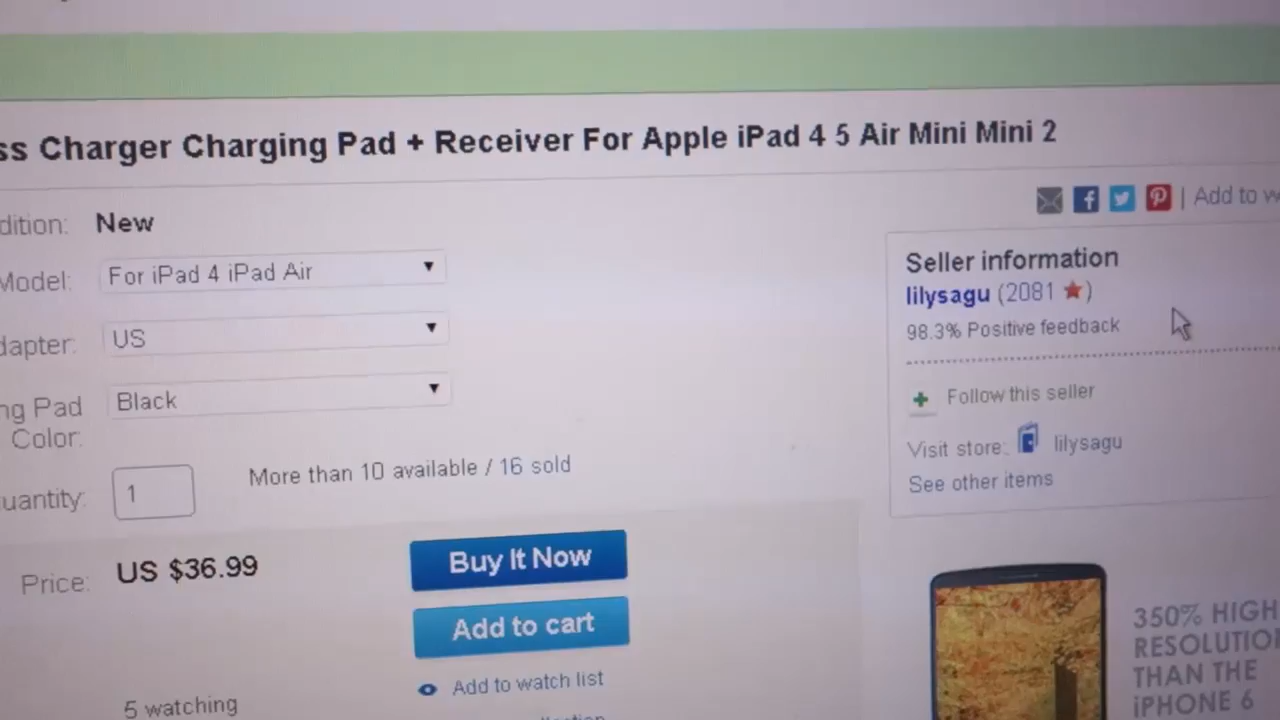 ss Charger Charging Pad + Receiver For Apple iPad 4 5 Air Mini Mini 2
| Add to w
dition: New
Model: For iPad 4 iPad Air
dapter: US
ng Pad Color: Black
uantity: 1
More than 10 available / 16 sold
Price: US $36.99
Buy It Now
Add to cart
Add to watch list
5 watching
Seller information
lilysagu (2081 ★)
98.3% Positive feedback
Follow this seller
Visit store: lilysagu
See other items
350% HIGH
RESOLUTIO
THAN THE
iPHONE 6